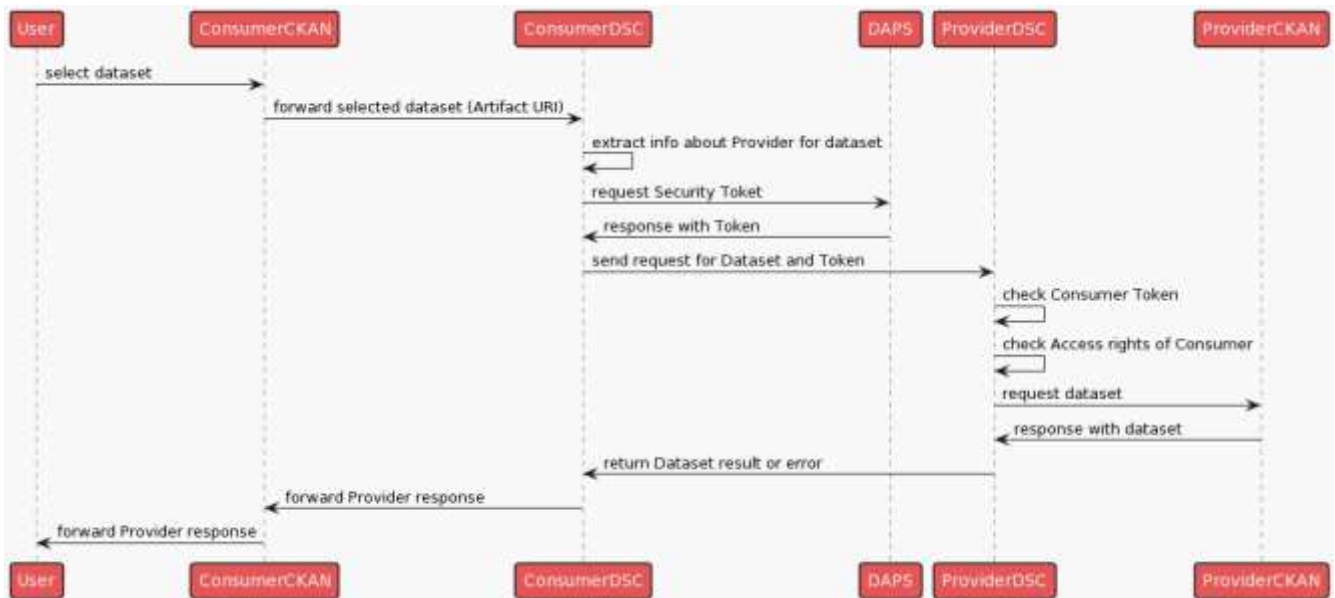 User ConsumerCKAN ConsumerDSC DAPS ProviderDSC ProviderCKAN
select dataset
forward selected dataset (Artifact URI)
extract info about Provider for dataset
request Security Toket
response with Token
send request for Dataset and Token
check Consumer Token
check Access rights of Consumer
request dataset
response with dataset
return Dataset result or error
forward Provider response
forward Provider response
User ConsumerCKAN ConsumerDSC DAPS ProviderDSC ProviderCKAN